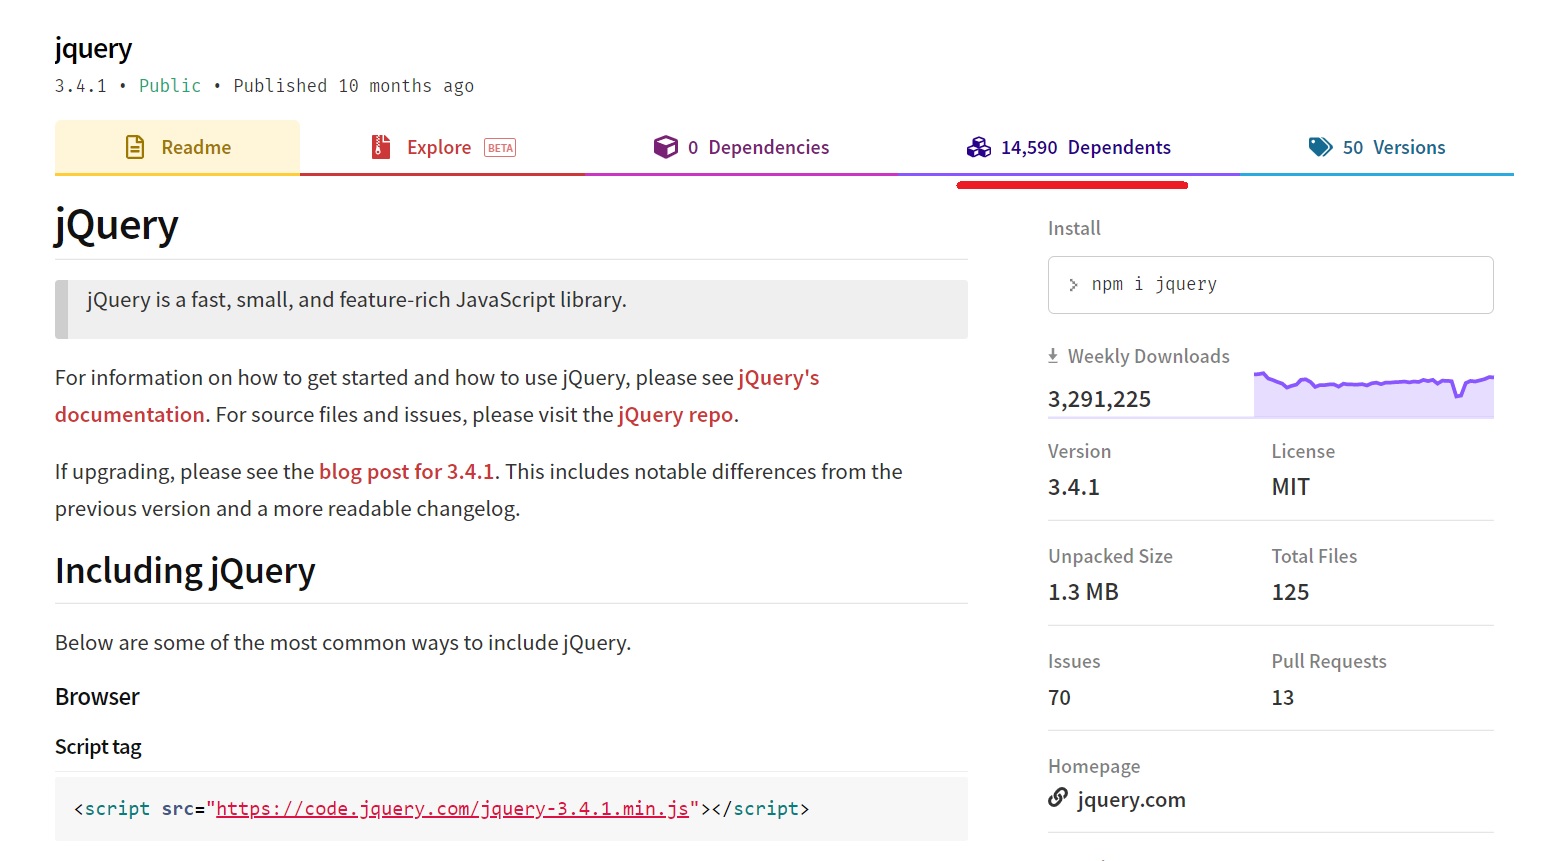 jquery
3.4.1 • Public • Published 10 months ago
Readme
Explore BETA
0 Dependencies
14,590 Dependents
50 Versions
jQuery
jQuery is a fast, small, and feature-rich JavaScript library.
For information on how to get started and how to use jQuery, please see jQuery's
documentation. For source files and issues, please visit the jQuery repo.
If upgrading, please see the blog post for 3.4.1. This includes notable differences from the
previous version and a more readable changelog.
Including jQuery
Below are some of the most common ways to include jQuery.
Browser
Script tag
<script src="https://code.jquery.com/jquery-3.4.1.min.js"></script>
Install
> npm i jquery
Weekly Downloads
3,291,225
Version
3.4.1
License
MIT
Unpacked Size
1.3 MB
Total Files
125
Issues
70
Pull Requests
13
Homepage
jquery.com